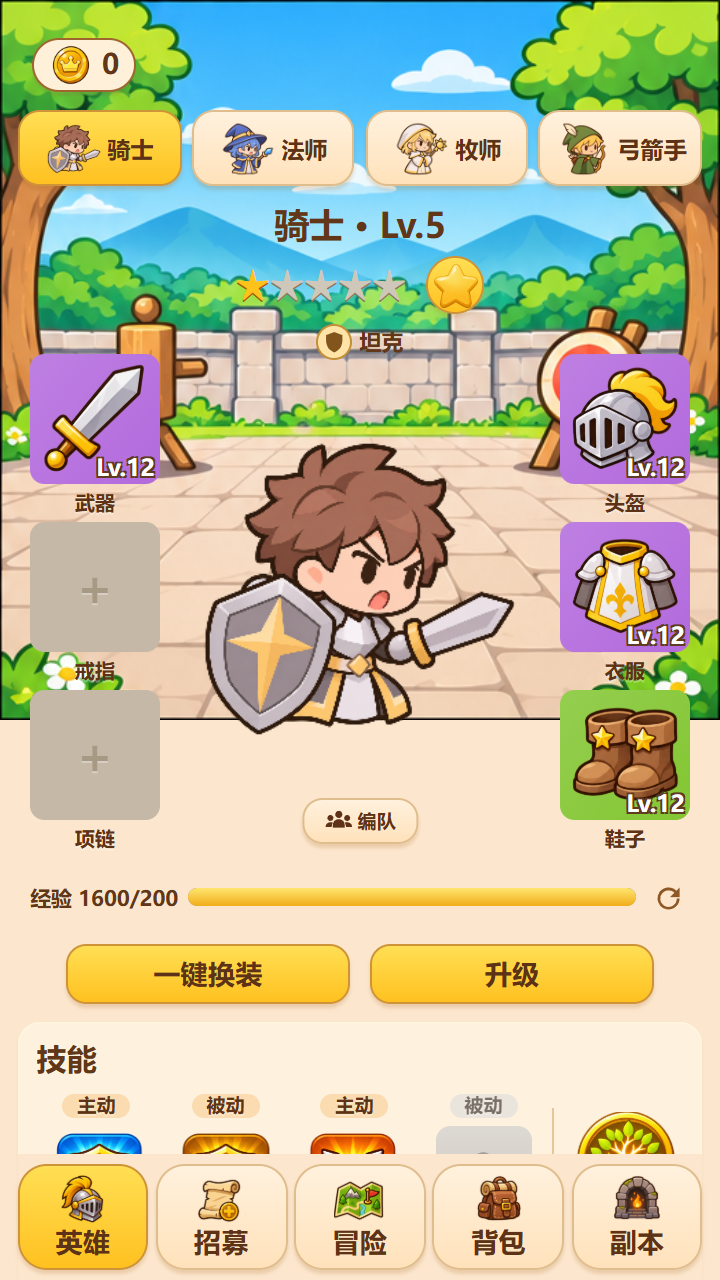 0
骑士
法师
牧师
弓箭手
骑士·Lv.5
坦克
Lv.12
武器
Lv.12
头盔
+
戒指
Lv.12
衣服
+
项链
Lv.12
鞋子
编队
经验 1600/200
一键换装
升级
技能
主动
被动
主动
被动
英雄
招募
冒险
背包
副本